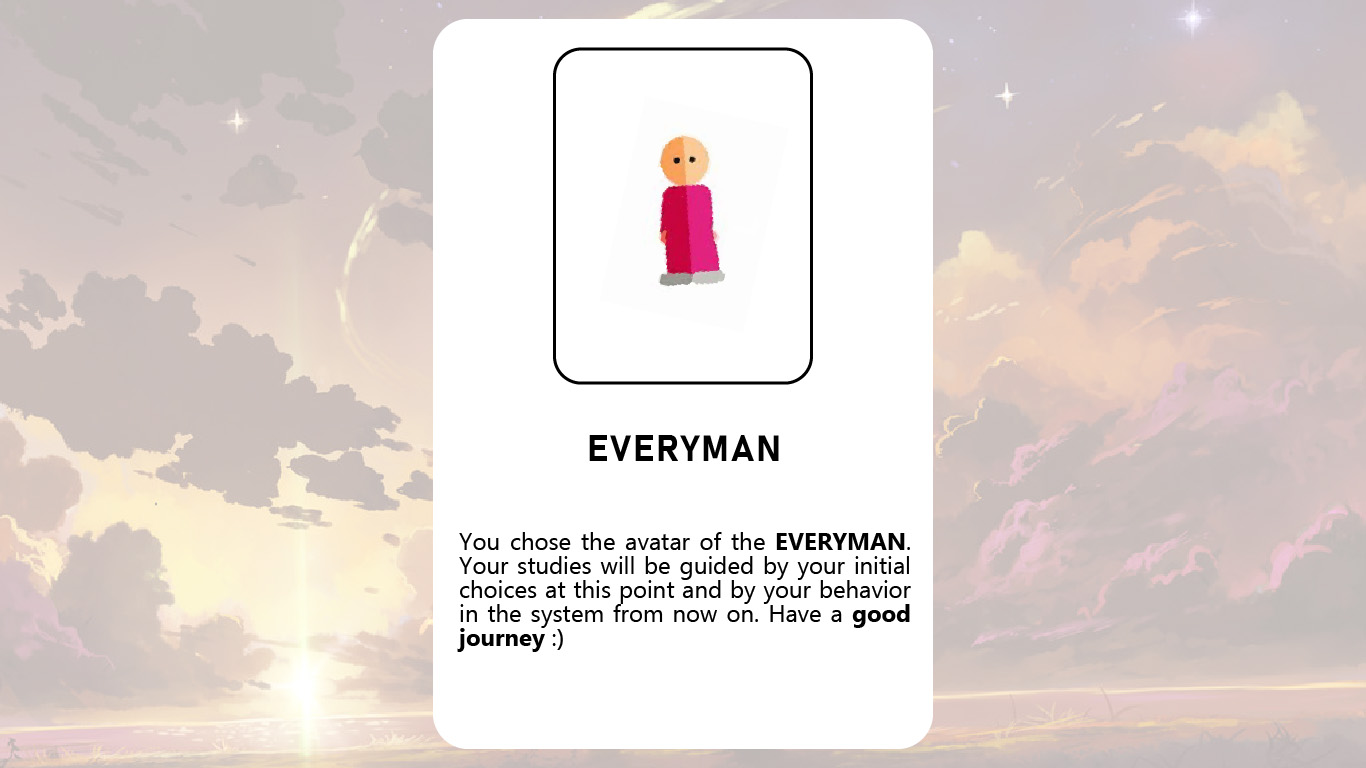 EVERYMAN
You chose the avatar of the EVERYMAN.
Your studies will be guided by your initial
choices at this point and by your behavior
in the system from now on. Have a good
journey :)